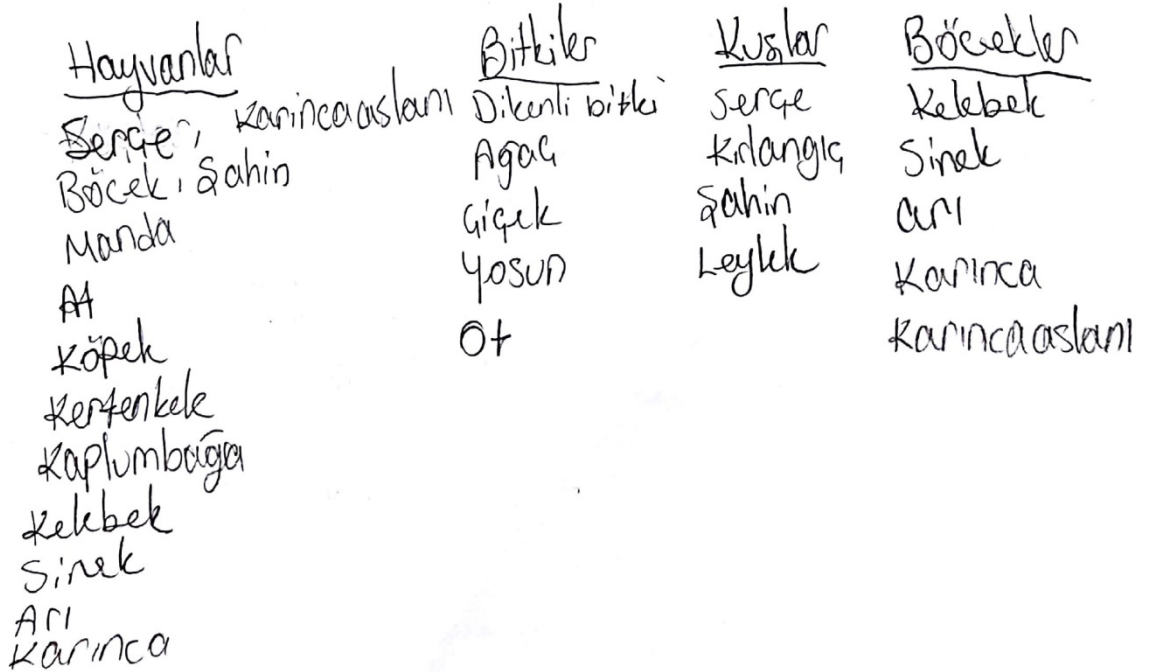 Hayvanlar
Serçe, karıncaaslanı
Böcek, Şahin
Manda
At
Köpek
Kertenkele
Kaplumbağa
Kelebek
Sinek
Arı
Karınca
Bitkiler
Dikenli bitki
Ağaç
Çiçek
Yosun
Ot
Kuşlar
Serçe
Kırlangıç
Şahin
Leylek
Böcekler
Kelebek
Sinek
arı
Karınca
Karıncaaslanı